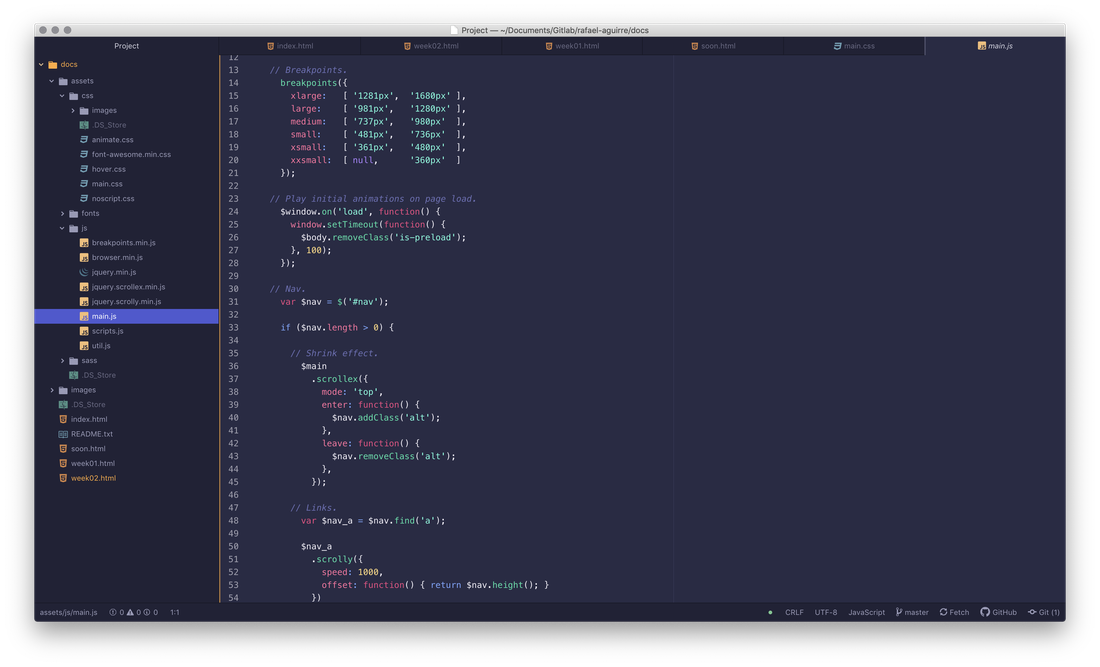 Project — ~/Documents/Gitlab/rafael-aguirre/docs
Project
index.html
week02.html
week01.html
soon.html
main.css
main.js
docs
assets
css
images
.DS_Store
animate.css
font-awesome.min.css
hover.css
main.css
noscript.css
fonts
js
breakpoints.min.js
browser.min.js
jquery.min.js
jquery.scrollex.min.js
jquery.scrolly.min.js
main.js
scripts.js
util.js
sass
.DS_Store
images
.DS_Store
index.html
README.txt
soon.html
week01.html
week02.html
12
13 // Breakpoints.
14 breakpoints({
15 xlarge: [ '1281px', '1680px' ],
16 large: [ '981px', '1280px' ],
17 medium: [ '737px', '980px' ],
18 small: [ '481px', '736px' ],
19 xsmall: [ '361px', '480px' ],
20 xxsmall: [ null, '360px' ]
21 });
22
23 // Play initial animations on page load.
24 $window.on('load', function() {
25 window.setTimeout(function() {
26 $body.removeClass('is-preload');
27 }, 100);
28 });
29
30 // Nav.
31 var $nav = $('#nav');
32
33 if ($nav.length > 0) {
34
35 // Shrink effect.
36 $main
37 .scrollex({
38 mode: 'top',
39 enter: function() {
40 $nav.addClass('alt');
41 },
42 leave: function() {
43 $nav.removeClass('alt');
44 },
45 });
46
47 // Links.
48 var $nav_a = $nav.find('a');
49
50 $nav_a
51 .scrolly({
52 speed: 1000,
53 offset: function() { return $nav.height(); }
54 })
assets/js/main.js 0 0 0 1:1 CRLF UTF-8 JavaScript master Fetch GitHub Git (1)